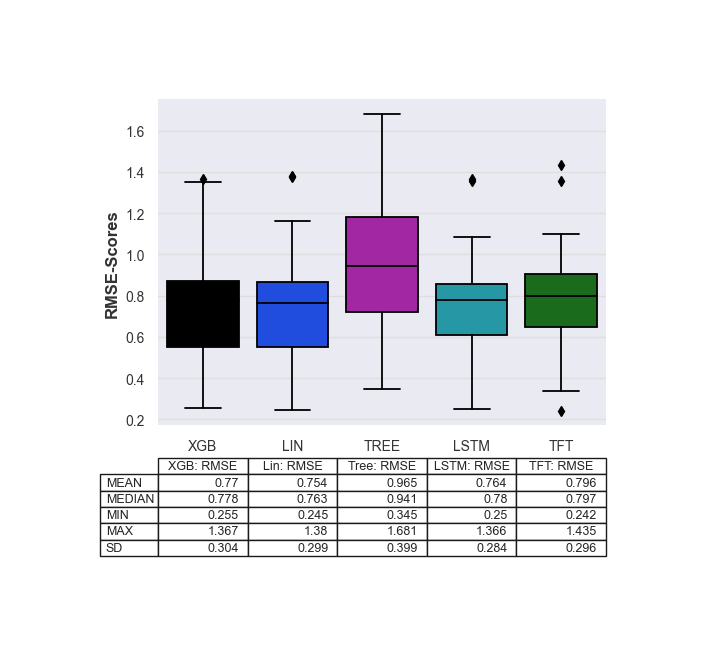 1.6
1.4
1.2
1.0
0.8
0.6
0.4
0.2
RMSE-Scores
XGB LIN TREE LSTM TFT
XGB: RMSE Lin: RMSE Tree: RMSE LSTM: RMSE TFT: RMSE
MEAN 0.77 0.754 0.965 0.764 0.796
MEDIAN 0.778 0.763 0.941 0.78 0.797
MIN 0.255 0.245 0.345 0.25 0.242
MAX 1.367 1.38 1.681 1.366 1.435
SD 0.304 0.299 0.399 0.284 0.296